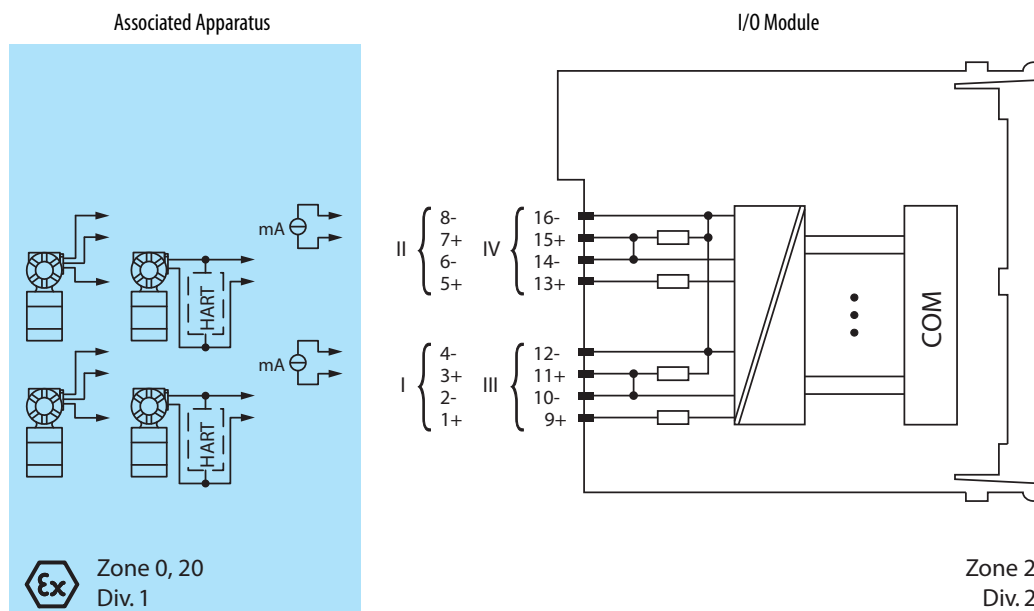 Associated Apparatus
I/O Module
mA
HART
mA
HART
II
8-
7+
6-
5+
IV
16-
15+
14-
13+
I
4-
3+
2-
1+
III
12-
11+
10-
9+
COM
Ex
Zone 0, 20
Div. 1
Zone 2
Div. 2